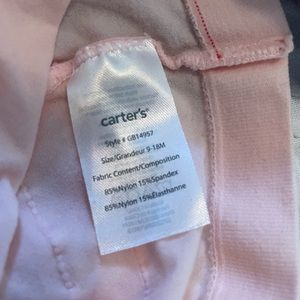 carter's®
Style # GB14957
Size/Grandeur 9-18M
Fabric Content/Composition
85%Nylon 15%Spandex
85%Nylon 15%Élasthanne